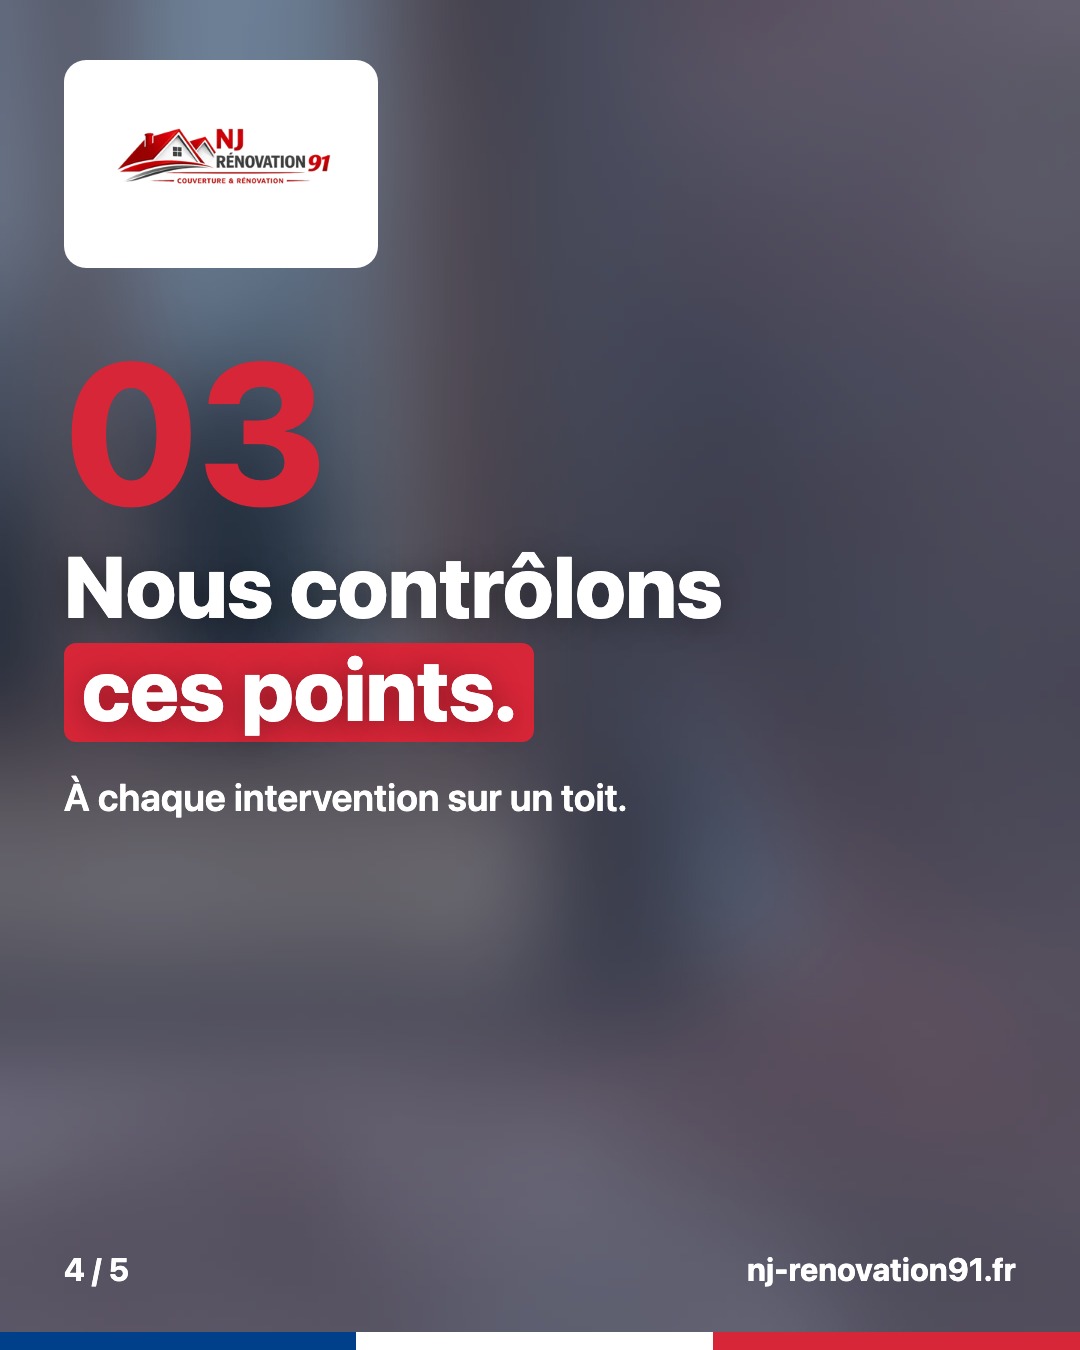 NJ
RÉNOVATION 91
COUVERTURE & RÉNOVATION
03
Nous contrôlons
ces points.
À chaque intervention sur un toit.
4 / 5
nj-renovation91.fr